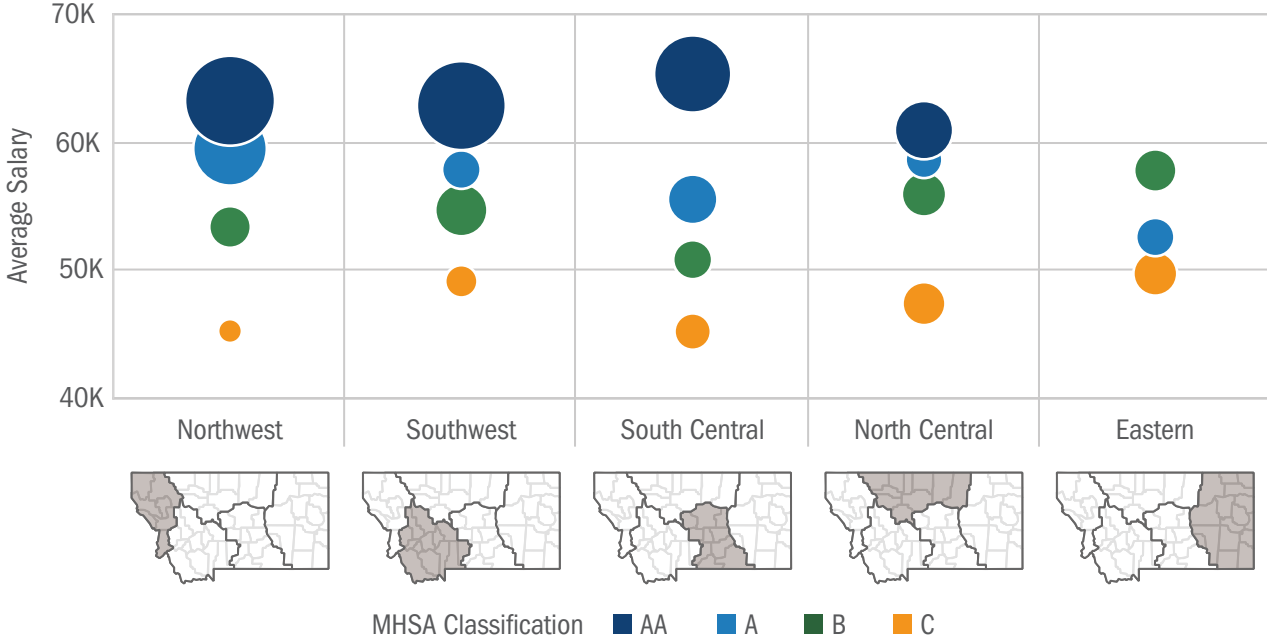 70K
60K
50K
40K
Average Salary
Northwest Southwest South Central North Central Eastern
MHSA Classification AA A B C